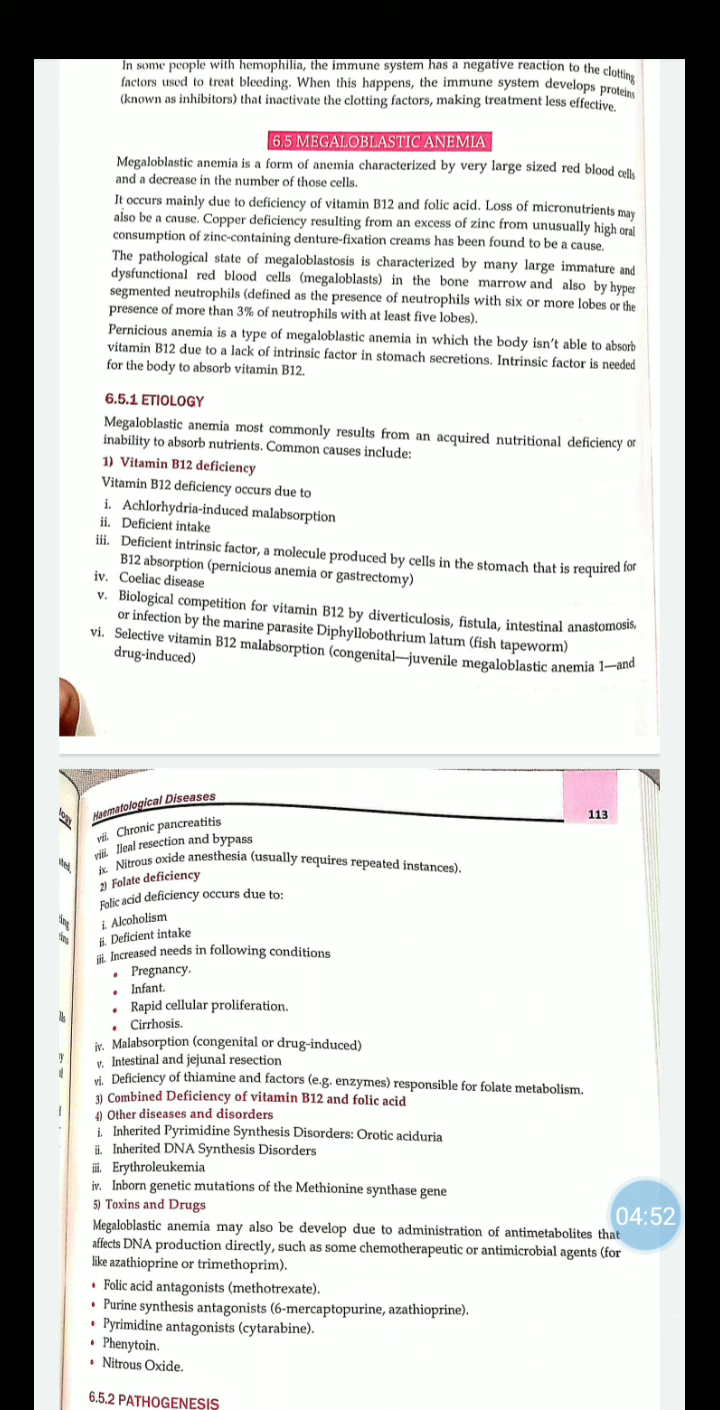 In some people with hemophilia, the immune system has a negative reaction to the clotting
factors used to treat bleeding. When this happens, the immune system develops proteins
(known as inhibitors) that inactivate the clotting factors, making treatment less effective.
6.5 MEGALOBLASTIC ANEMIA
Megaloblastic anemia is a form of anemia characterized by very large sized red blood cells
and a decrease in the number of those cells.
It occurs mainly due to deficiency of vitamin B12 and folic acid. Loss of micronutrients may
also be a cause. Copper deficiency resulting from an excess of zinc from unusually high oral
consumption of zinc-containing denture-fixation creams has been found to be a cause.
The pathological state of megaloblastosis is characterized by many large immature and
dysfunctional red blood cells (megaloblasts) in the bone marrow and also by hyper
segmented neutrophils (defined as the presence of neutrophils with six or more lobes or the
presence of more than 3% of neutrophils with at least five lobes).
Pernicious anemia is a type of megaloblastic anemia in which the body isn't able to absorb
vitamin B12 due to a lack of intrinsic factor in stomach secretions. Intrinsic factor is needed
for the body to absorb vitamin B12.
6.5.1 ETIOLOGY
Megaloblastic anemia most commonly results from an acquired nutritional deficiency or
inability to absorb nutrients. Common causes include:
1) Vitamin B12 deficiency
Vitamin B12 deficiency occurs due to
i. Achlorhydria-induced malabsorption
ii. Deficient intake
iii. Deficient intrinsic factor, a molecule produced by cells in the stomach that is required for
B12 absorption (pernicious anemia or gastrectomy)
iv. Coeliac disease
v. Biological competition for vitamin B12 by diverticulosis, fistula, intestinal anastomosis,
or infection by the marine parasite Diphyllobothrium latum (fish tapeworm)
vi. Selective vitamin B12 malabsorption (congenital—juvenile megaloblastic anemia 1—and
drug-induced)
Haematological Diseases
113
vii. Chronic pancreatitis
viii. Ileal resection and bypass
ix. Nitrous oxide anesthesia (usually requires repeated instances).
2) Folate deficiency
Folic acid deficiency occurs due to:
i. Alcoholism
ii. Deficient intake
iii. Increased needs in following conditions
• Pregnancy.
• Infant.
• Rapid cellular proliferation.
• Cirrhosis.
iv. Malabsorption (congenital or drug-induced)
v. Intestinal and jejunal resection
vi. Deficiency of thiamine and factors (e.g. enzymes) responsible for folate metabolism.
3) Combined Deficiency of vitamin B12 and folic acid
4) Other diseases and disorders
i. Inherited Pyrimidine Synthesis Disorders: Orotic aciduria
ii. Inherited DNA Synthesis Disorders
iii. Erythroleukemia
iv. Inborn genetic mutations of the Methionine synthase gene
5) Toxins and Drugs
04:52
Megaloblastic anemia may also be develop due to administration of antimetabolites that
affects DNA production directly, such as some chemotherapeutic or antimicrobial agents (for
like azathioprine or trimethoprim).
• Folic acid antagonists (methotrexate).
• Purine synthesis antagonists (6-mercaptopurine, azathioprine).
• Pyrimidine antagonists (cytarabine).
• Phenytoin.
• Nitrous Oxide.
6.5.2 PATHOGENESIS